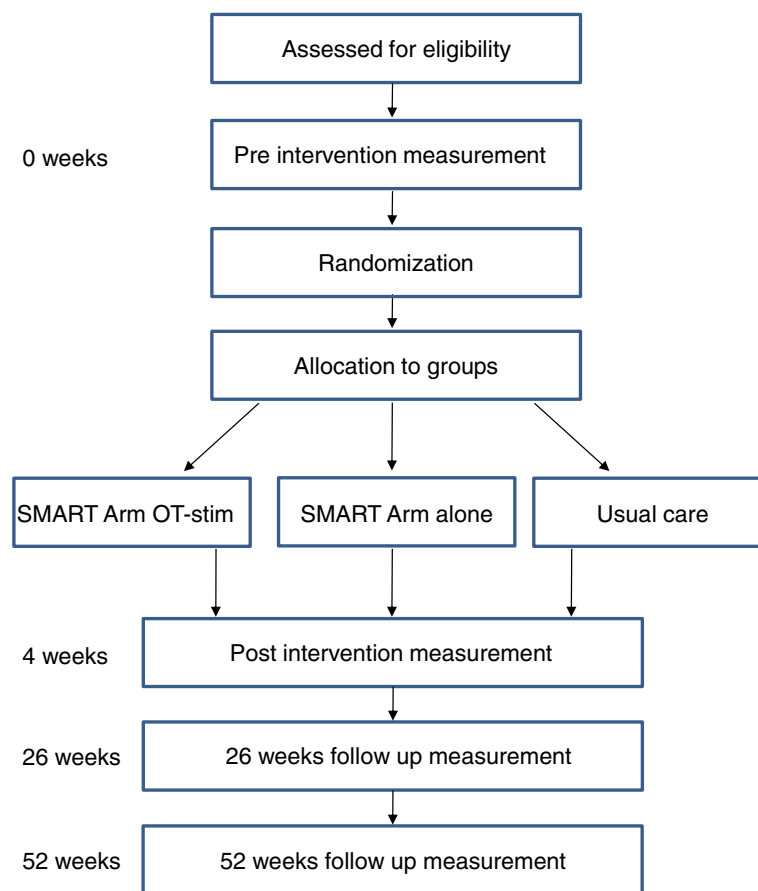 Assessed for eligibility
0 weeks
Pre intervention measurement
Randomization
Allocation to groups
SMART Arm OT-stim
SMART Arm alone
Usual care
4 weeks
Post intervention measurement
26 weeks
26 weeks follow up measurement
52 weeks
52 weeks follow up measurement